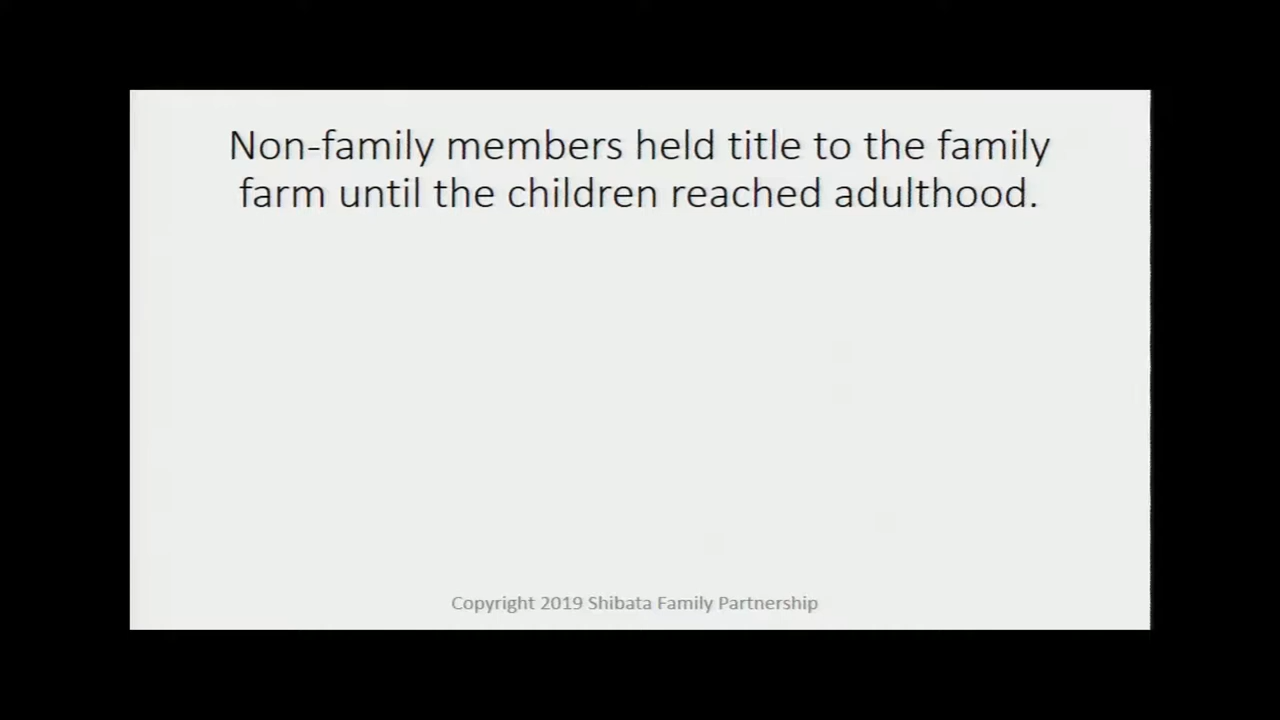 Non-family members held title to the family
farm until the children reached adulthood.
Copyright 2019 Shibata Family Partnership